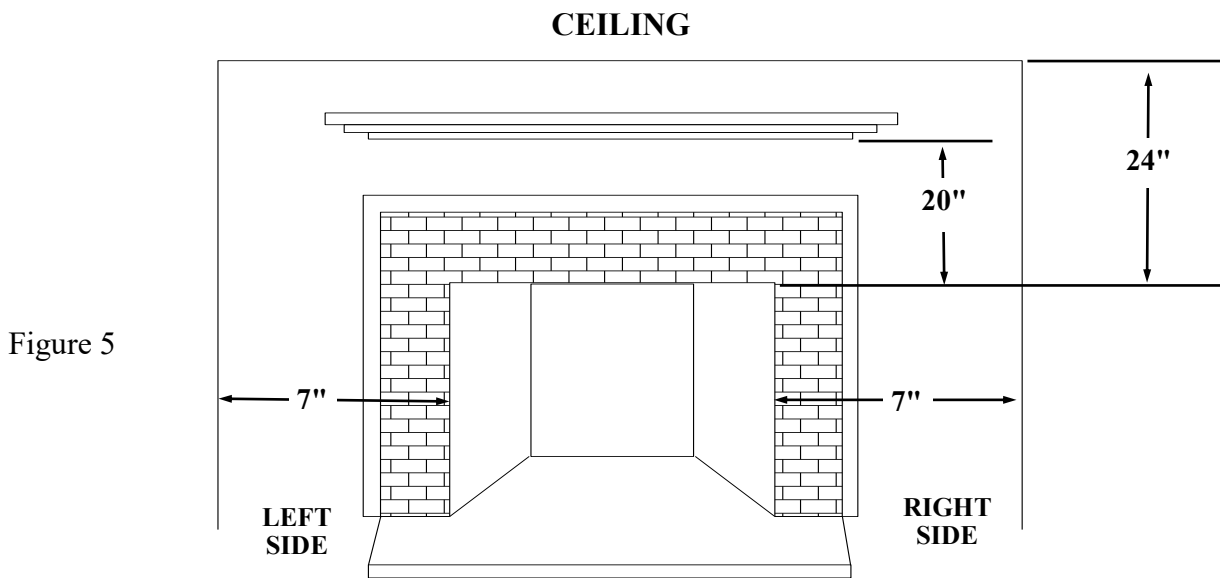 CEILING
24"
20"
Figure 5
7"
7"
LEFT
SIDE
RIGHT
SIDE